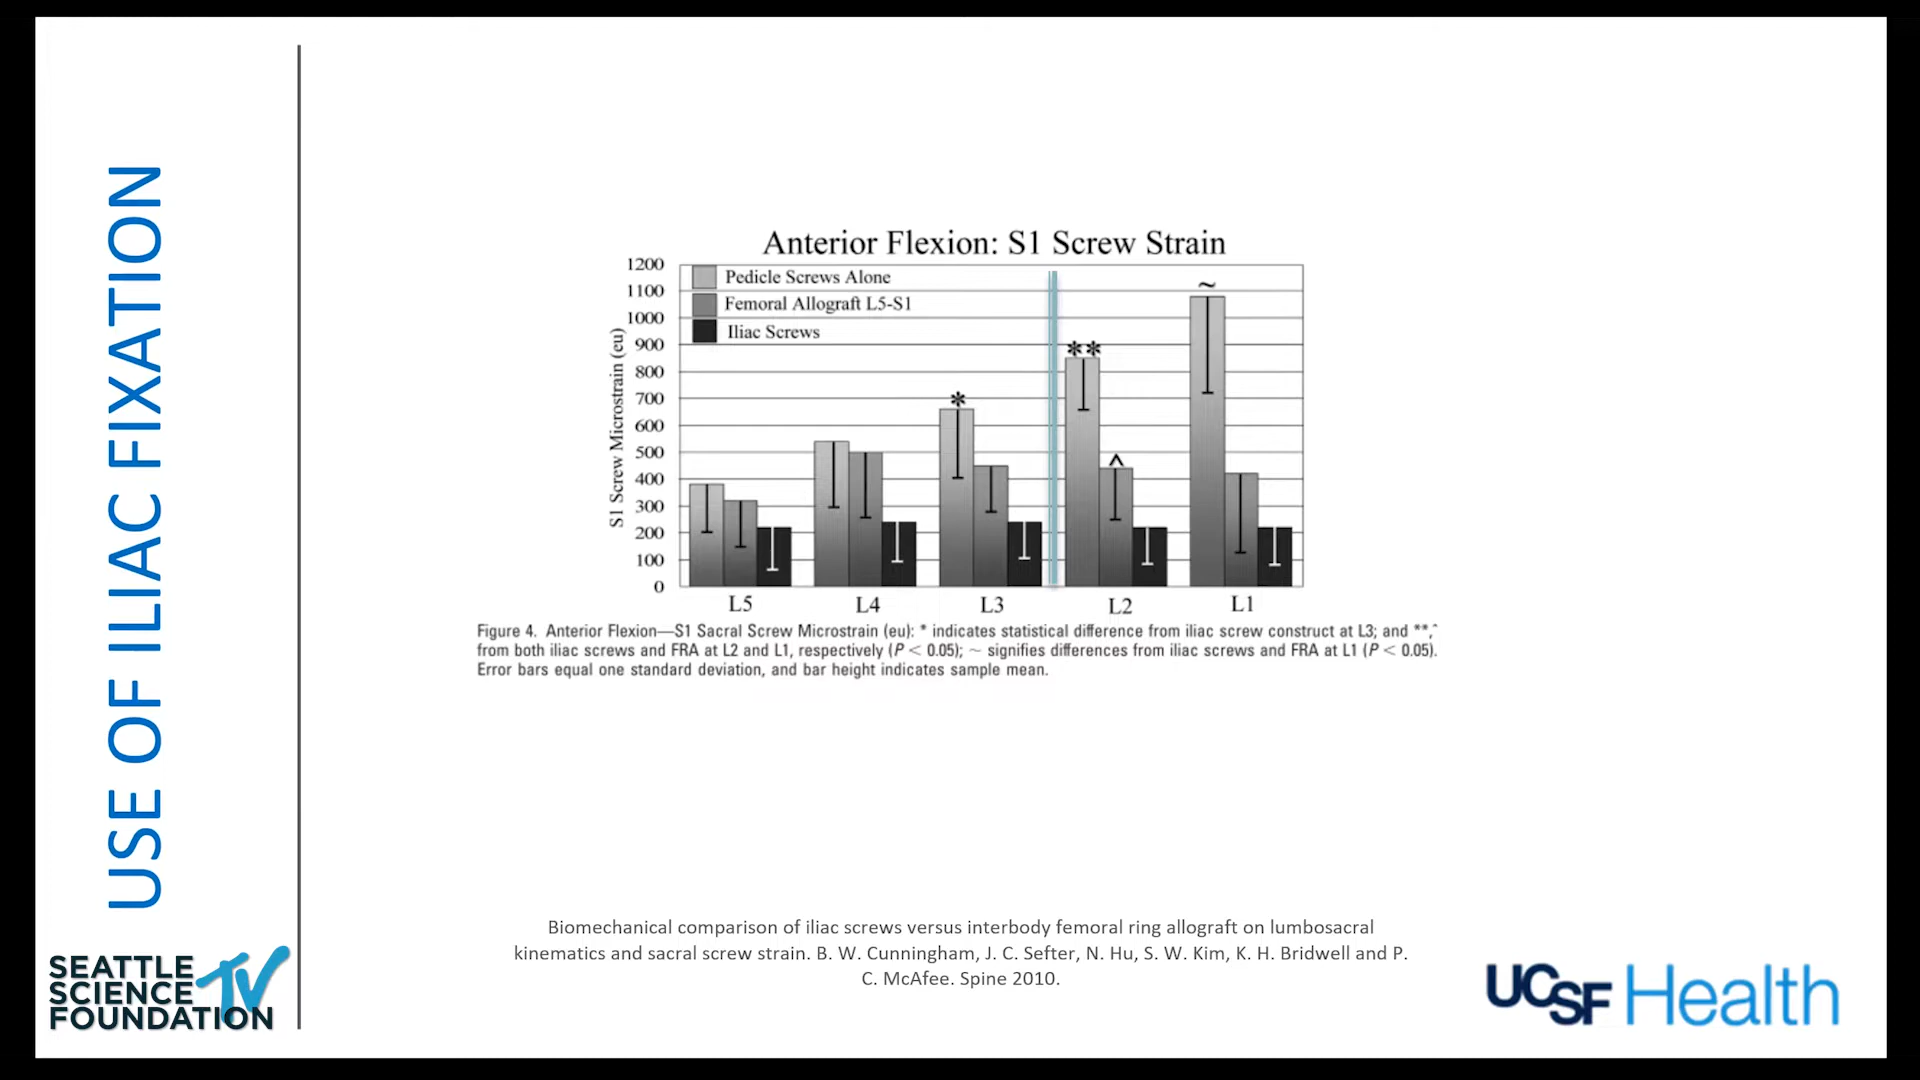 USE OF ILIAC FIXATION
Anterior Flexion: S1 Screw Strain
S1 Screw Microstrain (eu)
1200
1100
1000
900
800
700
600
500
400
300
200
100
0
Pedicle Screws Alone
Femoral Allograft L5-S1
Iliac Screws
*
**
^
~
L5 L4 L3 L2 L1
Figure 4. Anterior Flexion—S1 Sacral Screw Microstrain (eu): * indicates statistical difference from iliac screw construct at L3; and **,^
from both iliac screws and FRA at L2 and L1, respectively (P < 0.05); ~ signifies differences from iliac screws and FRA at L1 (P < 0.05).
Error bars equal one standard deviation, and bar height indicates sample mean.
Biomechanical comparison of iliac screws versus interbody femoral ring allograft on lumbosacral
kinematics and sacral screw strain. B. W. Cunningham, J. C. Sefter, N. Hu, S. W. Kim, K. H. Bridwell and P.
C. McAfee. Spine 2010.
SEATTLE
SCIENCE
FOUNDATION
TV
UCSF Health